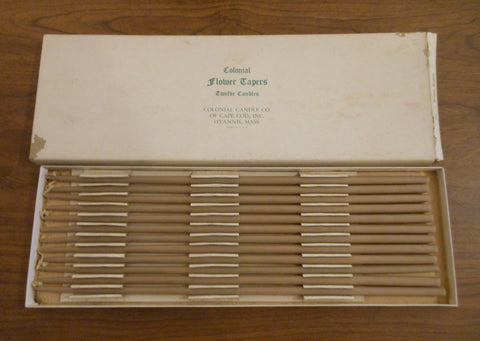 Colonial
Flower Tapers
Twelve Candles
COLONIAL CANDLE CO.
OF CAPE COD, INC.
HYANNIS, MASS.